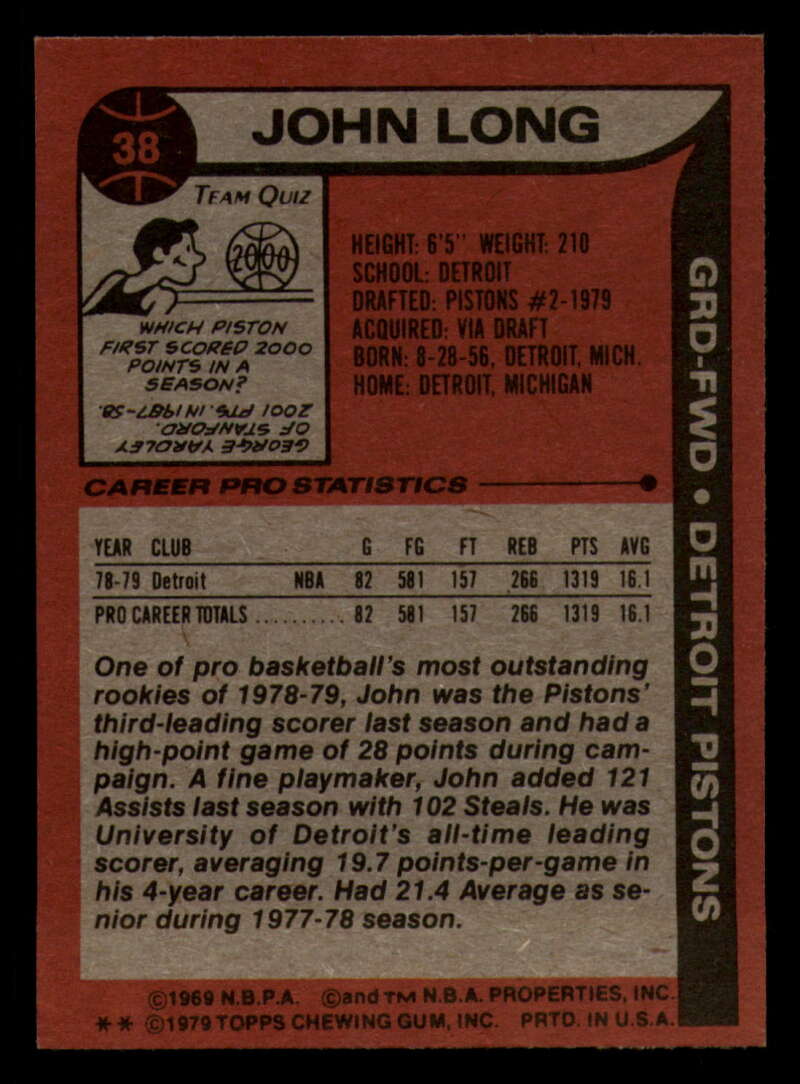 38
JOHN LONG
TEAM QUIZ
2000
WHICH PISTON
FIRST SCORED 2000
POINTS IN A
SEASON?
GEORGE YARDLEY
OF STANFORD.
2001 PTS. IN 1987-58.
HEIGHT: 6'5" WEIGHT: 210
SCHOOL: DETROIT
DRAFTED: PISTONS #2-1979
ACQUIRED: VIA DRAFT
BORN: 8-28-56, DETROIT, MICH.
HOME: DETROIT, MICHIGAN
GRD-FWD • DETROIT PISTONS
CAREER PRO STATISTICS
YEAR CLUB G FG FT REB PTS AVG
78-79 Detroit NBA 82 581 157 266 1319 16.1
PRO CAREER TOTALS .......... 82 581 157 266 1319 16.1
One of pro basketball's most outstanding
rookies of 1978-79, John was the Pistons'
third-leading scorer last season and had a
high-point game of 28 points during cam-
paign. A fine playmaker, John added 121
Assists last season with 102 Steals. He was
University of Detroit's all-time leading
scorer, averaging 19.7 points-per-game in
his 4-year career. Had 21.4 Average as se-
nior during 1977-78 season.
©1969 N.B.P.A. ©and TM N.B.A. PROPERTIES, INC.
** ©1979 TOPPS CHEWING GUM, INC. PRTD. IN U.S.A.